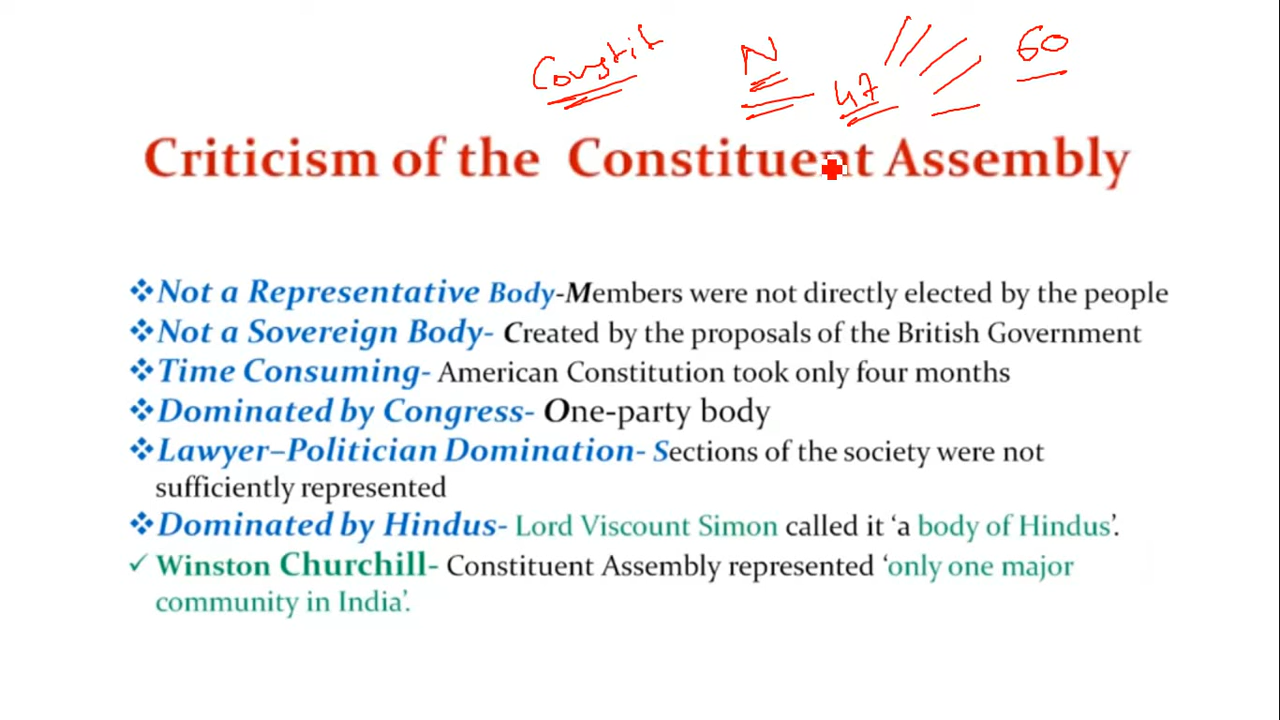 Constit N 47 60
Criticism of the Constituent Assembly
❖Not a Representative Body-Members were not directly elected by the people
❖Not a Sovereign Body- Created by the proposals of the British Government
❖Time Consuming- American Constitution took only four months
❖Dominated by Congress- One-party body
❖Lawyer–Politician Domination- Sections of the society were not
sufficiently represented
❖Dominated by Hindus- Lord Viscount Simon called it ‘a body of Hindus’.
✓ Winston Churchill- Constituent Assembly represented ‘only one major
community in India’.